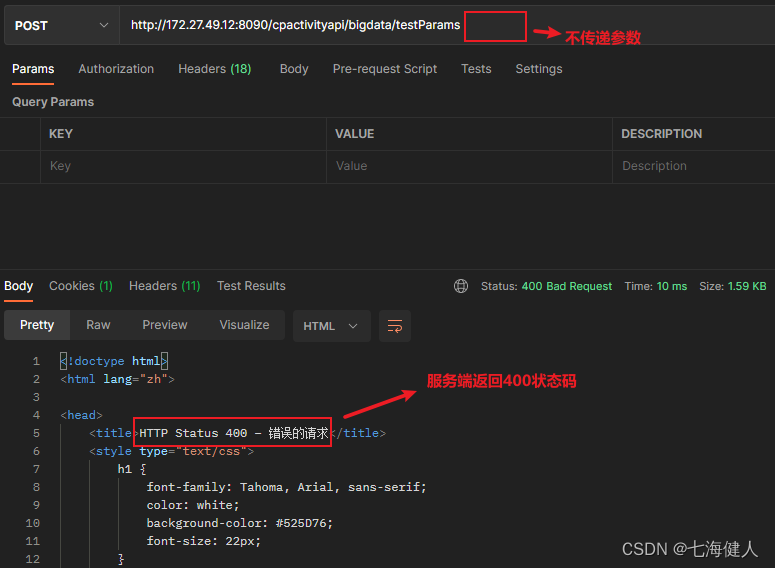 POST http://172.27.49.12:8090/cpactivityapi/bigdata/testParams
不传递参数
Params Authorization Headers (18) Body Pre-request Script Tests Settings
Query Params
KEY VALUE DESCRIPTION
Key Value Description
Body Cookies (1) Headers (11) Test Results Status: 400 Bad Request Time: 10 ms Size: 1.59 KB
Pretty Raw Preview Visualize HTML
1 <!doctype html>
2 <html lang="zh">
服务端返回400状态码
3
4 <head>
5 <title>HTTP Status 400 – 错误的请求</title>
6 <style type="text/css">
7 h1 {
8 font-family: Tahoma, Arial, sans-serif;
9 color: white;
10 background-color: #525D76;
11 font-size: 22px;
12 }
CSDN @七海健人